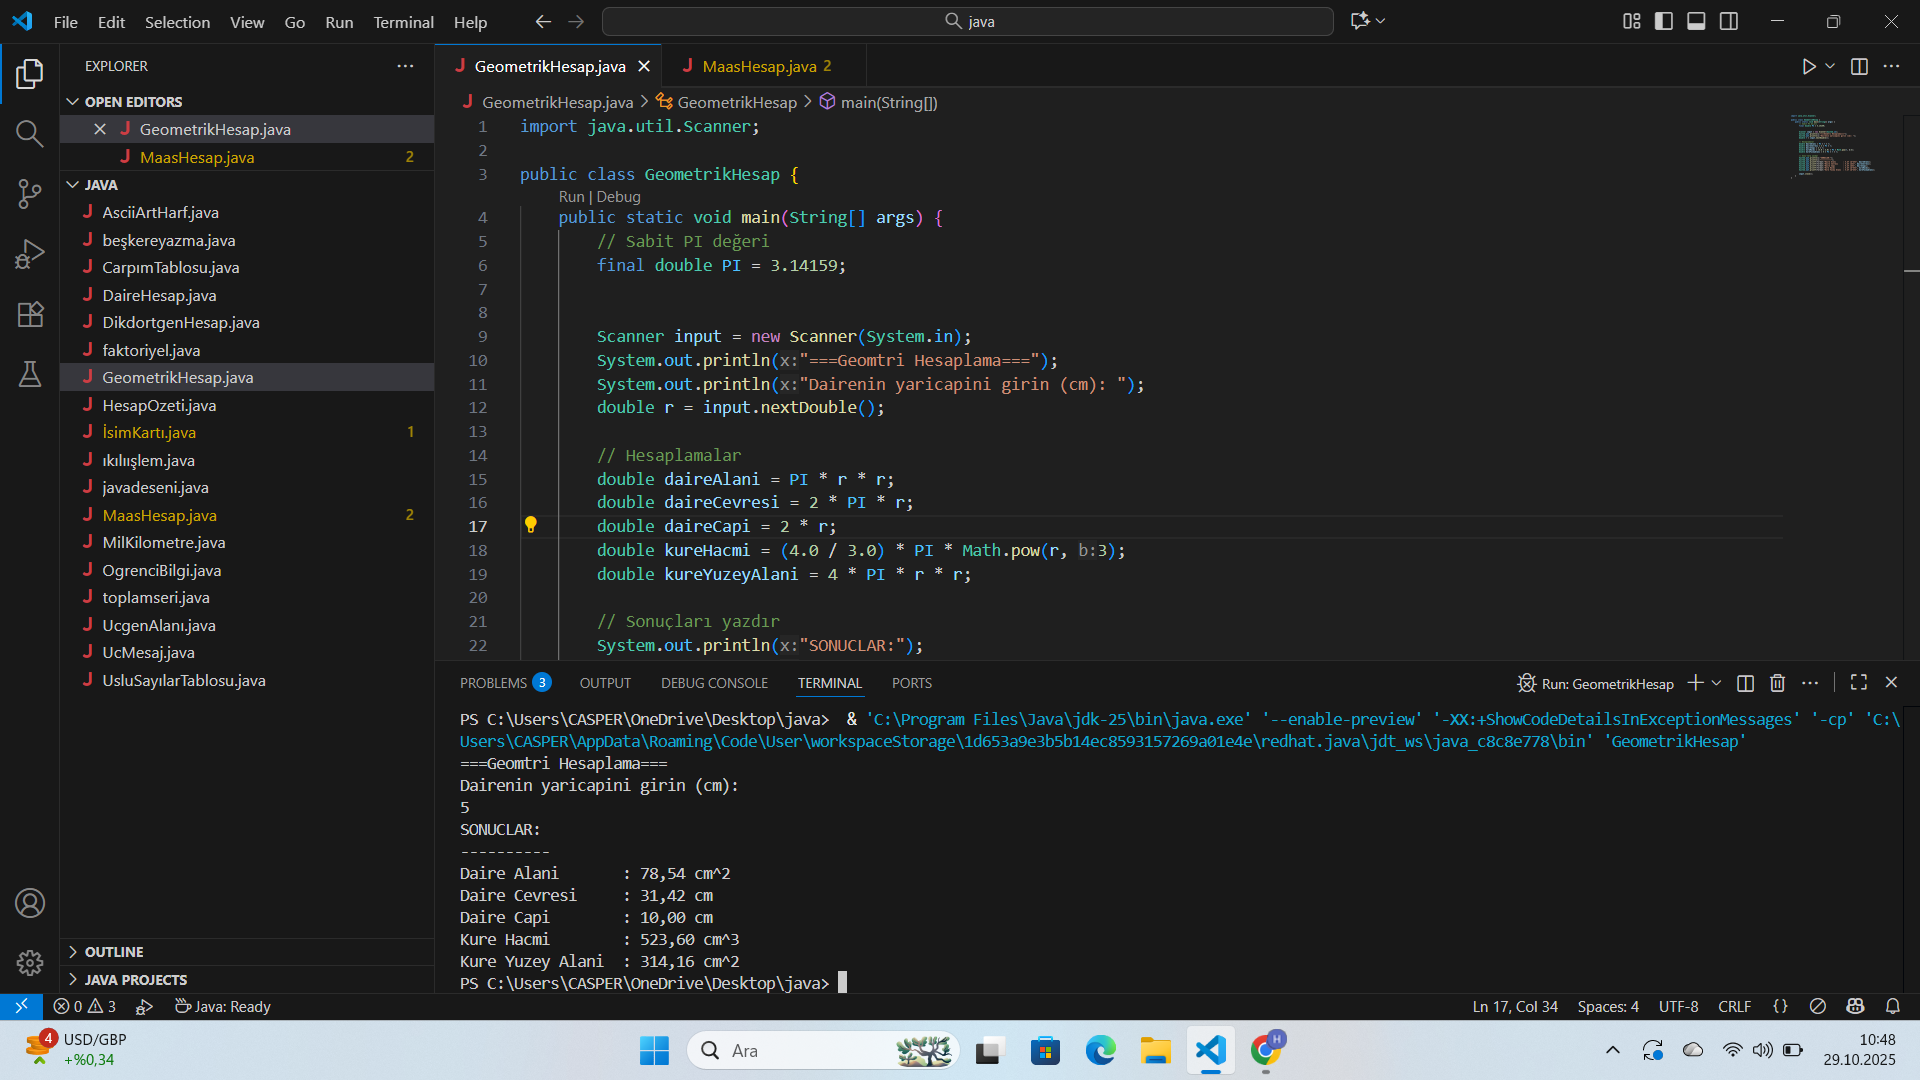 File Edit Selection View Go Run Terminal Help
java
EXPLORER
OPEN EDITORS
GeometrikHesap.java
MaasHesap.java 2
JAVA
AsciiArtHarf.java
beşkereyazma.java
CarpımTablosu.java
DaireHesap.java
DikdortgenHesap.java
faktoriyel.java
GeometrikHesap.java
HesapOzeti.java
İsimKartı.java 1
ıkılıışlem.java
javadeseni.java
MaasHesap.java 2
MilKilometre.java
OgrenciBilgi.java
toplamseri.java
UcgenAlanı.java
UcMesaj.java
UsluSayılarTablosu.java
OUTLINE
JAVA PROJECTS
GeometrikHesap.java MaasHesap.java 2
GeometrikHesap.java > GeometrikHesap > main(String[])
1 import java.util.Scanner;
2
3 public class GeometrikHesap {
Run | Debug
4 public static void main(String[] args) {
5 // Sabit PI değeri
6 final double PI = 3.14159;
7
8
9 Scanner input = new Scanner(System.in);
10 System.out.println(x:"===Geomtri Hesaplama===");
11 System.out.println(x:"Dairenin yaricapini girin (cm): ");
12 double r = input.nextDouble();
13
14 // Hesaplamalar
15 double daireAlani = PI * r * r;
16 double daireCevresi = 2 * PI * r;
17 double daireCapi = 2 * r;
18 double kureHacmi = (4.0 / 3.0) * PI * Math.pow(r, b:3);
19 double kureYuzeyAlani = 4 * PI * r * r;
20
21 // Sonuçları yazdır
22 System.out.println(x:"SONUCLAR:");
PROBLEMS 3 OUTPUT DEBUG CONSOLE TERMINAL PORTS
Run: GeometrikHesap
PS C:\Users\CASPER\OneDrive\Desktop\java> & 'C:\Program Files\Java\jdk-25\bin\java.exe' '--enable-preview' '-XX:+ShowCodeDetailsInExceptionMessages' '-cp' 'C:\
Users\CASPER\AppData\Roaming\Code\User\workspaceStorage\1d653a9e3b5b14ec8593157269a01e4e\redhat.java\jdt_ws\java_c8c8e778\bin' 'GeometrikHesap'
===Geomtri Hesaplama===
Dairenin yaricapini girin (cm):
5
SONUCLAR:
----------
Daire Alani : 78,54 cm^2
Daire Cevresi : 31,42 cm
Daire Capi : 10,00 cm
Kure Hacmi : 523,60 cm^3
Kure Yuzey Alani : 314,16 cm^2
PS C:\Users\CASPER\OneDrive\Desktop\java>
0 3 Java: Ready
Ln 17, Col 34 Spaces: 4 UTF-8 CRLF {}
4 USD/GBP
+%0,34
Ara
H
10:48
29.10.2025